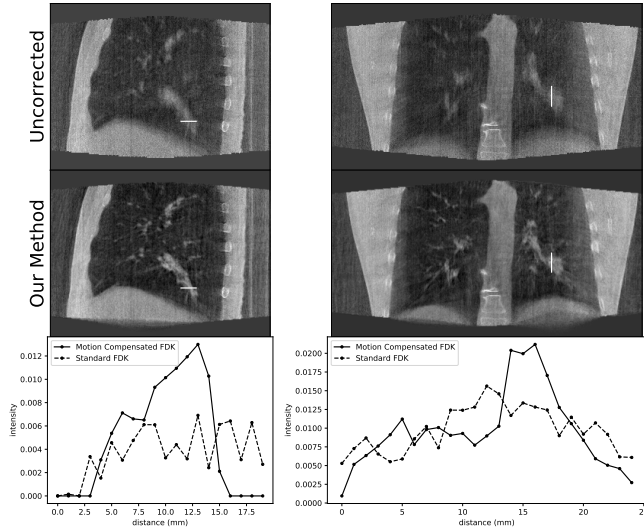 Uncorrected
Our Method
Motion Compensated FDK
Standard FDK
intensity
0.012
0.010
0.008
0.006
0.004
0.002
0.000
0.0 2.5 5.0 7.5 10.0 12.5 15.0 17.5
distance (mm)
Motion Compensated FDK
Standard FDK
intensity
0.0200
0.0175
0.0150
0.0125
0.0100
0.0075
0.0050
0.0025
0.0000
0 5 10 15 20
distance (mm)